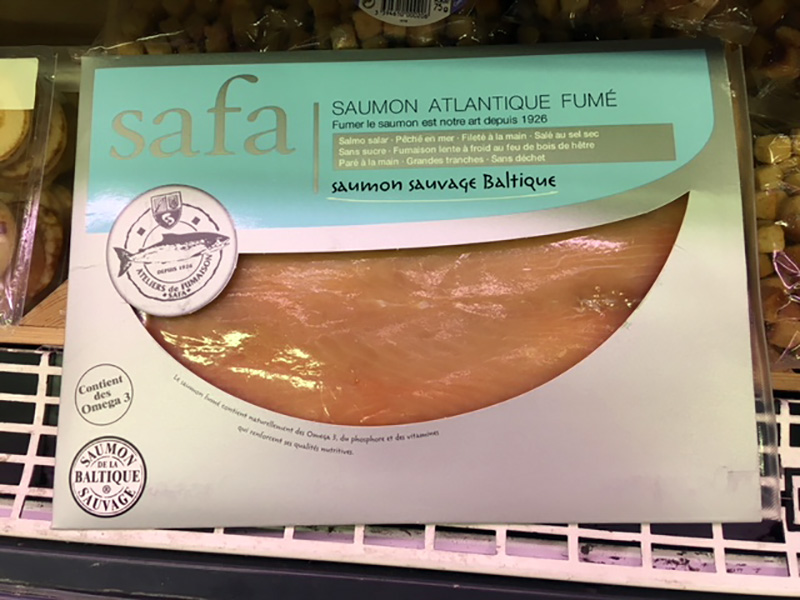 safa
SAUMON ATLANTIQUE FUMÉ
Fumer le saumon est notre art depuis 1926
Salmo salar · Pêché en mer · Fileté à la main · Salé au sel sec
Sans sucre · Fumaison lente à froid au feu de bois de hêtre
Paré à la main · Grandes tranches · Sans déchet
saumon sauvage Baltique
DEPUIS 1926
ATELIERS de FUMAISON
SAFA
Contient
des
Omega 3
Le saumon fumé contient naturellement des Omega 3, du phosphore et des vitamines
qui renforcent ses qualités nutritives.
SAUMON
DE LA
BALTIQUE
®
SAUVAGE